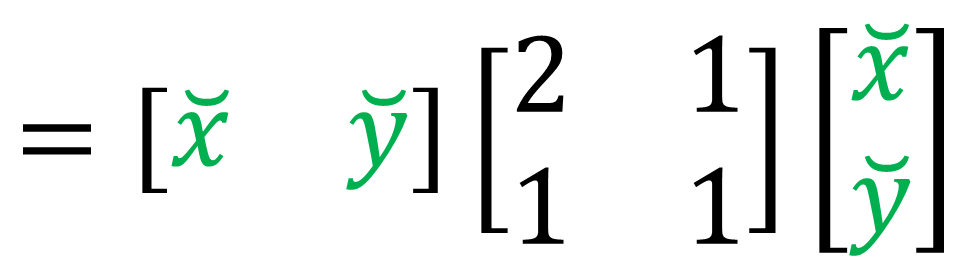 = [x̆ y̆] [2 1
1 1] [x̆
y̆]